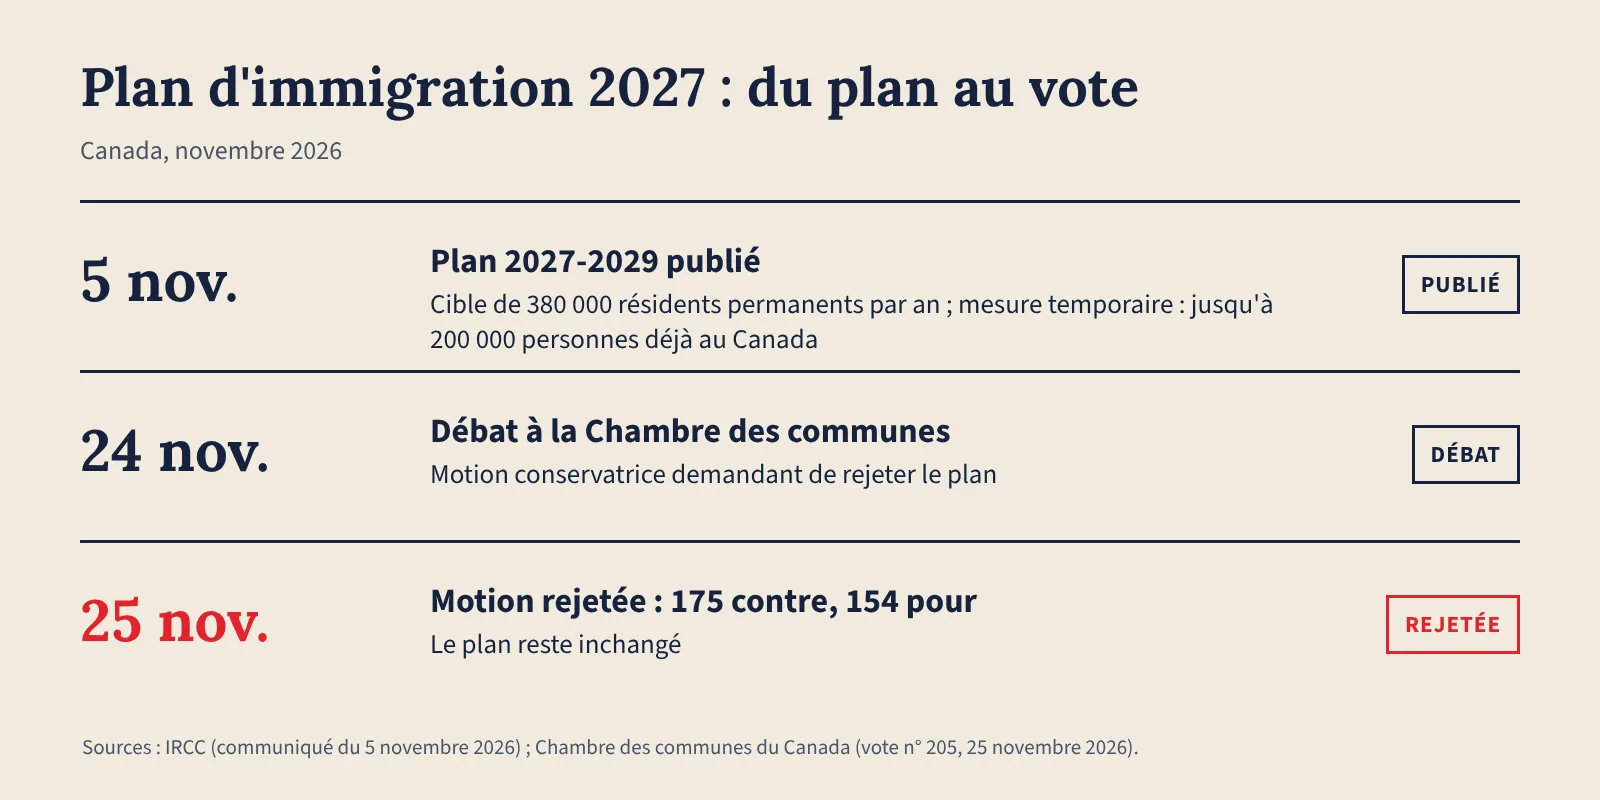 Plan d'immigration 2027 : du plan au vote
Canada, novembre 2026
5 nov.
Plan 2027-2029 publié
Cible de 380 000 résidents permanents par an ; mesure temporaire : jusqu'à
200 000 personnes déjà au Canada
PUBLIÉ
24 nov.
Débat à la Chambre des communes
Motion conservatrice demandant de rejeter le plan
DÉBAT
25 nov.
Motion rejetée : 175 contre, 154 pour
Le plan reste inchangé
REJETÉE
Sources : IRCC (communiqué du 5 novembre 2026) ; Chambre des communes du Canada (vote n° 205, 25 novembre 2026).